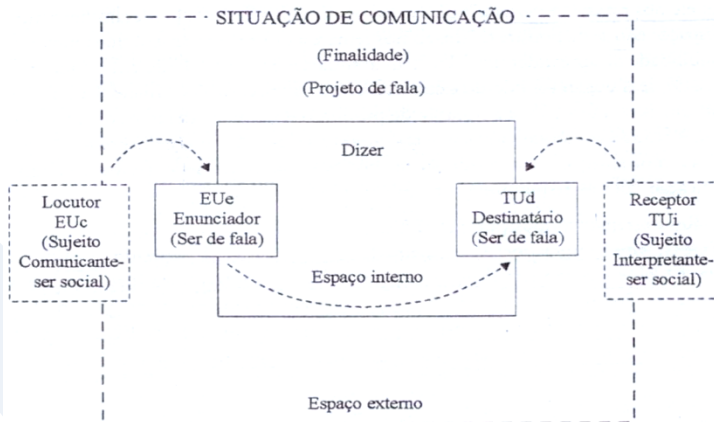 SITUAÇÃO DE COMUNICAÇÃO
(Finalidade)
(Projeto de fala)
Dizer
Locutor
EUc
(Sujeito
Comunicante-
ser social)
EUe
Enunciador
(Ser de fala)
TUd
Destinatário
(Ser de fala)
Receptor
TUi
(Sujeito
Interpretante-
ser social)
Espaço interno
Espaço externo